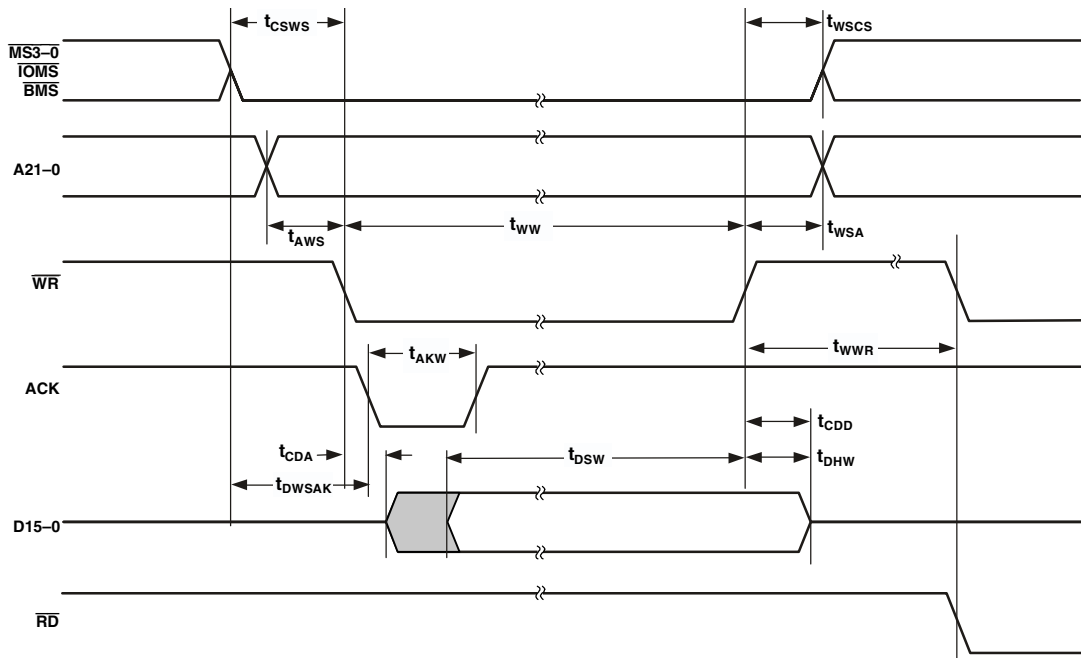 tCSWS
tWSCS
MS3–0
IOMS
BMS
A21–0
tAWS
tWW
tWSA
WR
tAKW
tWWR
ACK
tCDD
tCDA
tDSW
tDHW
tDWSAK
D15–0
RD